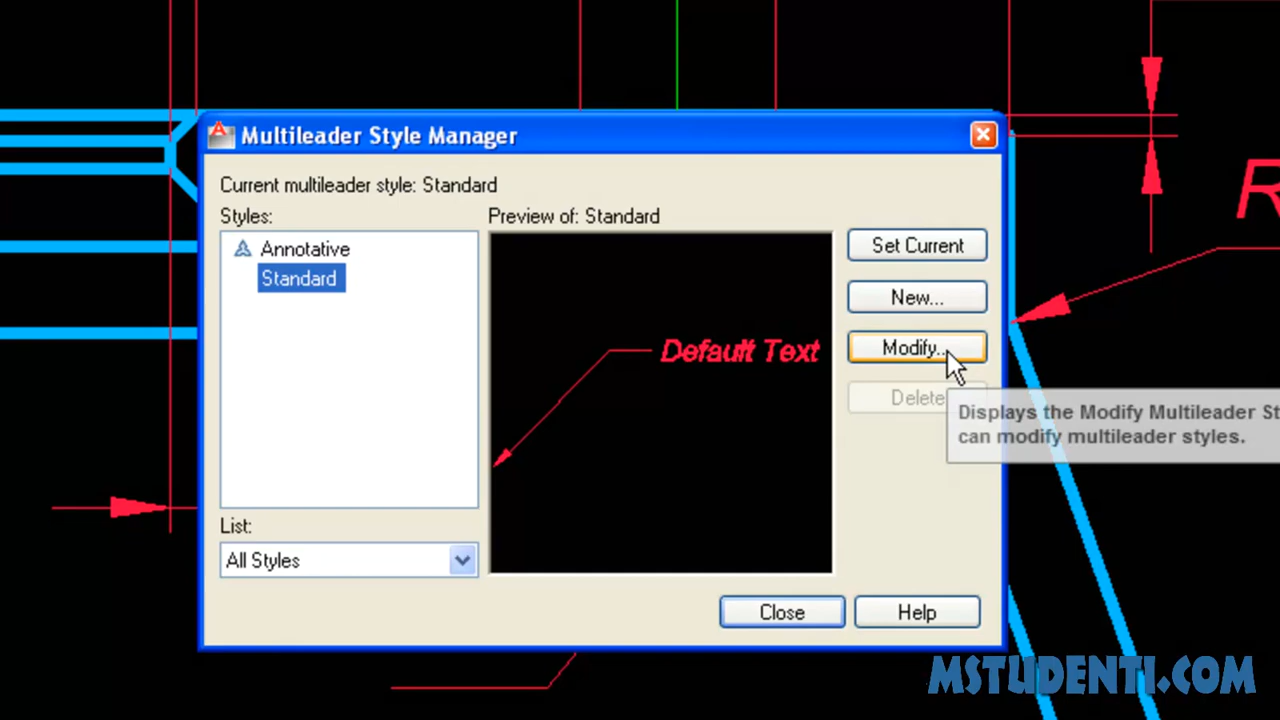 Multileader Style Manager
Current multileader style: Standard
Styles:
Preview of: Standard
Annotative
Standard
Set Current
New...
Modify...
Delete
Default Text
R
Displays the Modify Multileader St
can modify multileader styles.
List:
All Styles
Close
Help
MSTUDENTI.COM